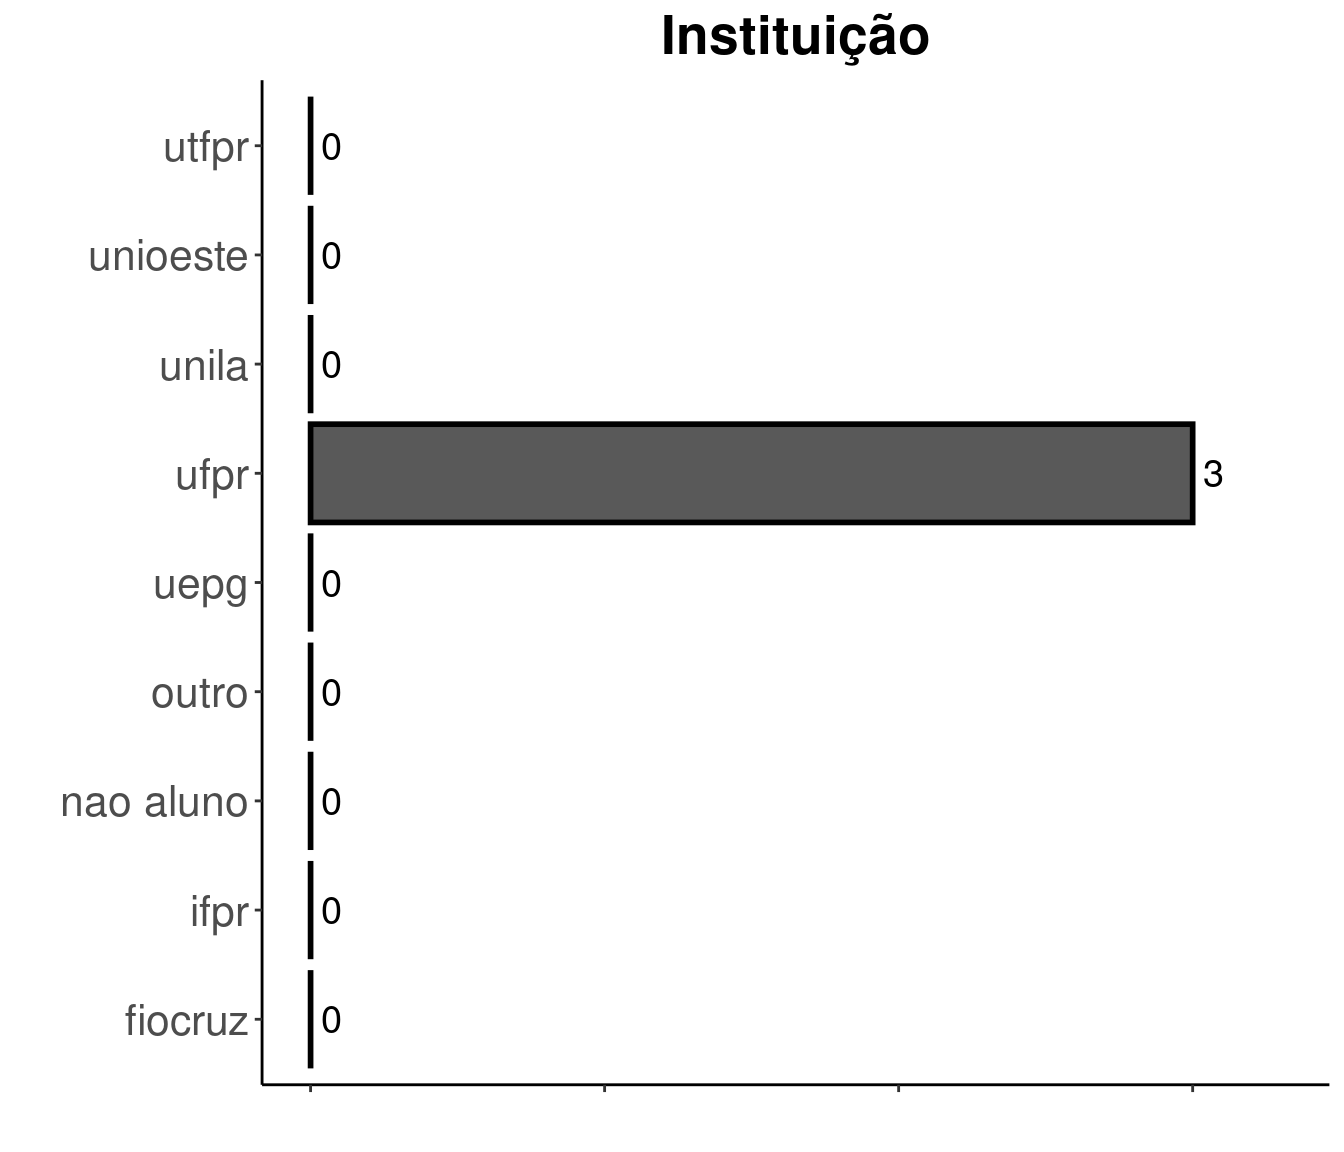 Instituição
utfpr 0
unioeste 0
unila 0
ufpr 3
uepg 0
outro 0
nao aluno 0
ifpr 0
fiocruz 0